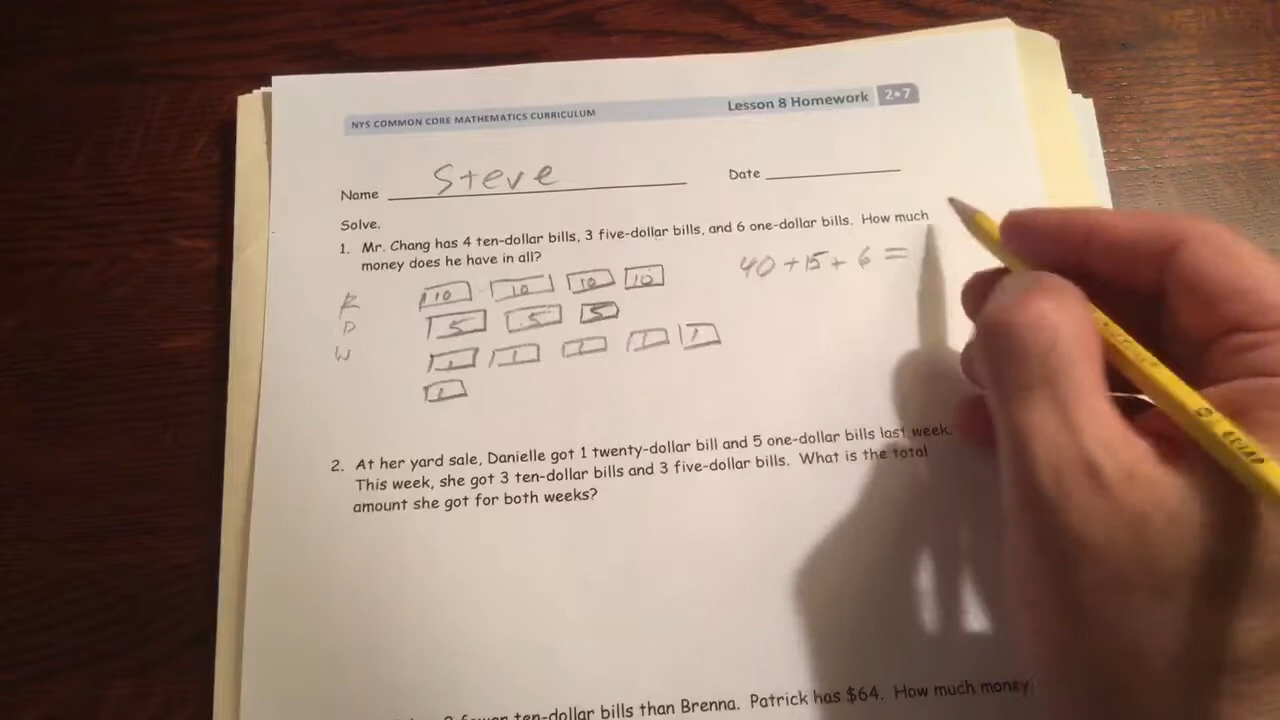 NYS COMMON CORE MATHEMATICS CURRICULUM Lesson 8 Homework 2•7
Name Steve Date
Solve.
1. Mr. Chang has 4 ten-dollar bills, 3 five-dollar bills, and 6 one-dollar bills. How much
money does he have in all?
40 + 15 + 6 =
R 10 10 10 10
D 5 5 5
W 1 1 1 1 1
1
2. At her yard sale, Danielle got 1 twenty-dollar bill and 5 one-dollar bills last week.
This week, she got 3 ten-dollar bills and 3 five-dollar bills. What is the total
amount she got for both weeks?
ten-dollar bills than Brenna. Patrick has $64. How much money